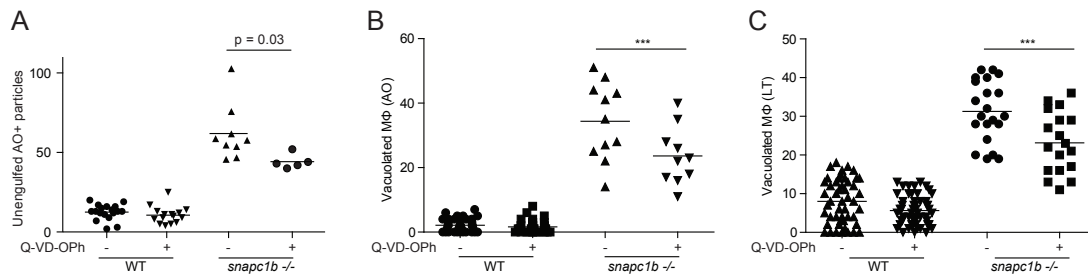 A
Unengulfed AO+ particles
100
50
0
p = 0.03
Q-VD-OPh - + - +
WT snapc1b -/-
B
Vacuolated MΦ (AO)
60
40
20
0
***
Q-VD-OPh - + - +
WT snapc1b -/-
C
Vacuolated MΦ (LT)
50
40
30
20
10
0
***
Q-VD-OPh - + - +
WT snapc1b -/-